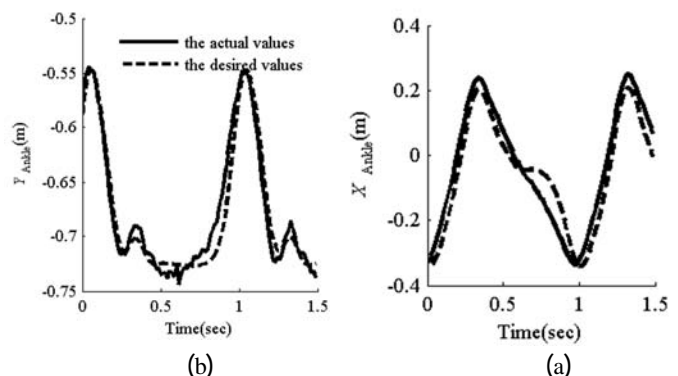 -0.5
-0.55
-0.6
-0.65
-0.7
-0.75
Y Ankle(m)
the actual values
the desired values
0
0.5
1
1.5
Time(sec)
(b)
0.4
0.2
0
-0.2
-0.4
X Ankle(m)
0
0.5
1
1.5
Time(sec)
(a)